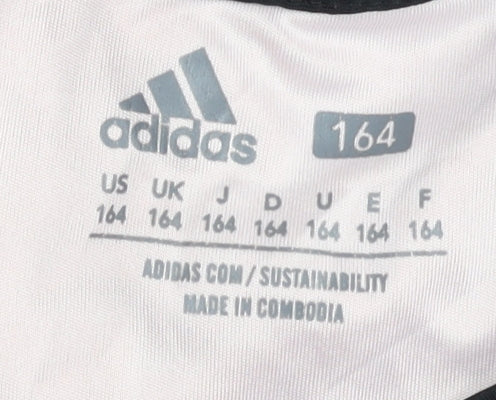 adidas
164
US UK J D U E F
164 164 164 164 164 164 164
ADIDAS COM / SUSTAINABILITY
MADE IN COMBODIA